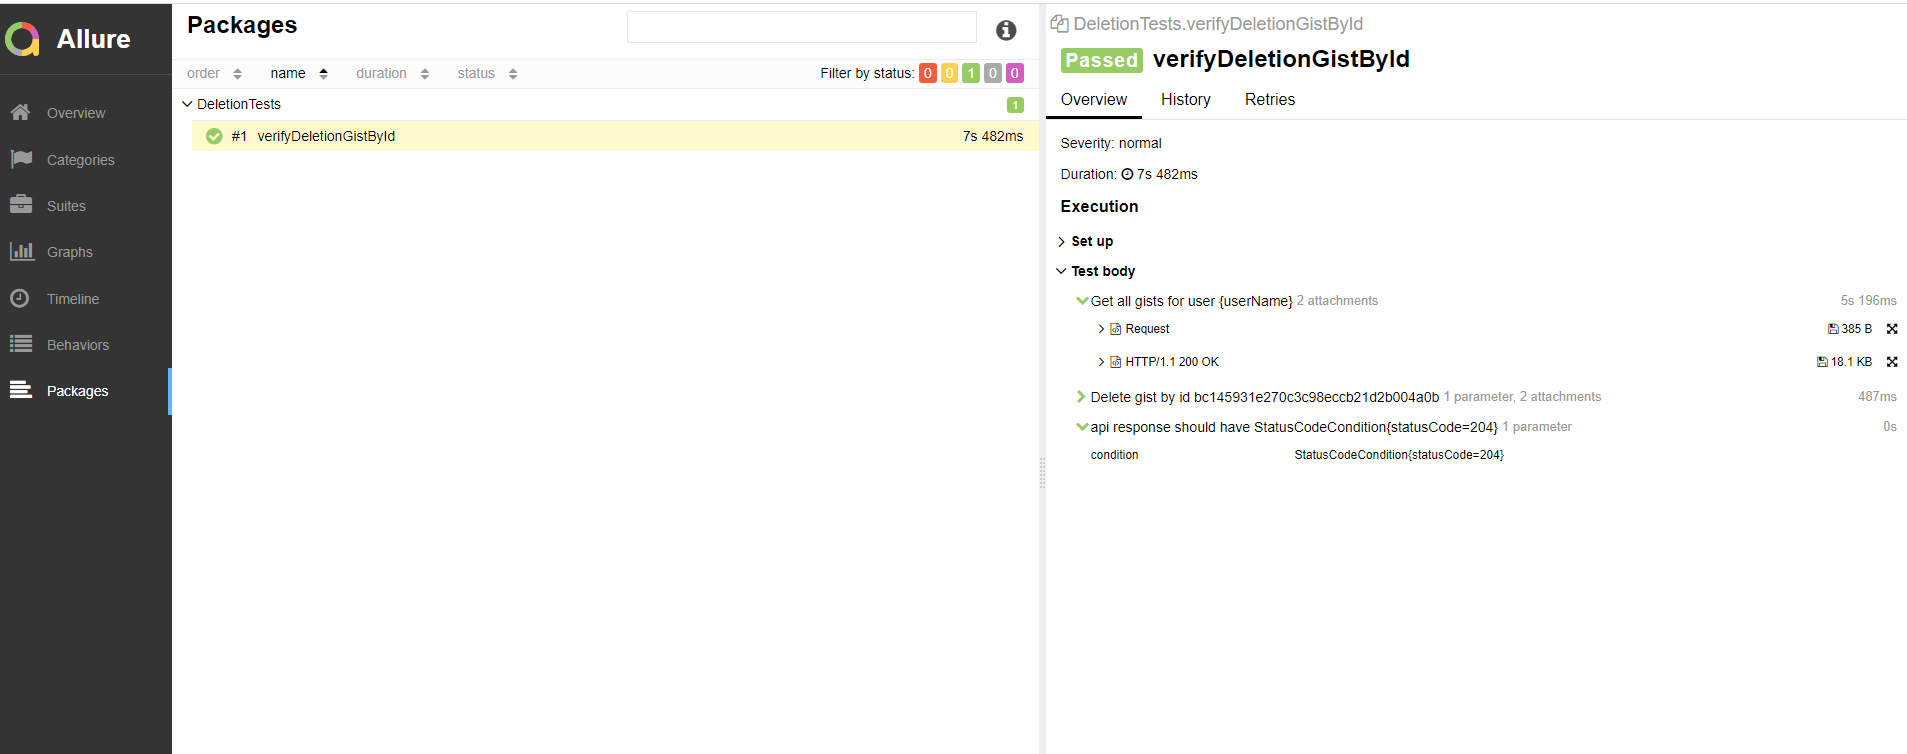 Allure
Overview
Categories
Suites
Graphs
Timeline
Behaviors
Packages
Packages
order name duration status Filter by status: 0 0 1 0 0
DeletionTests 1
#1 verifyDeletionGistById 7s 482ms
DeletionTests.verifyDeletionGistById
Passed verifyDeletionGistById
Overview History Retries
Severity: normal
Duration: 7s 482ms
Execution
Set up
Test body
Get all gists for user {userName} 2 attachments 5s 196ms
Request 385 B
HTTP/1.1 200 OK 18.1 KB
Delete gist by id bc145931e270c3c98eccb21d2b004a0b 1 parameter, 2 attachments 487ms
api response should have StatusCodeCondition{statusCode=204} 1 parameter 0s
condition StatusCodeCondition{statusCode=204}